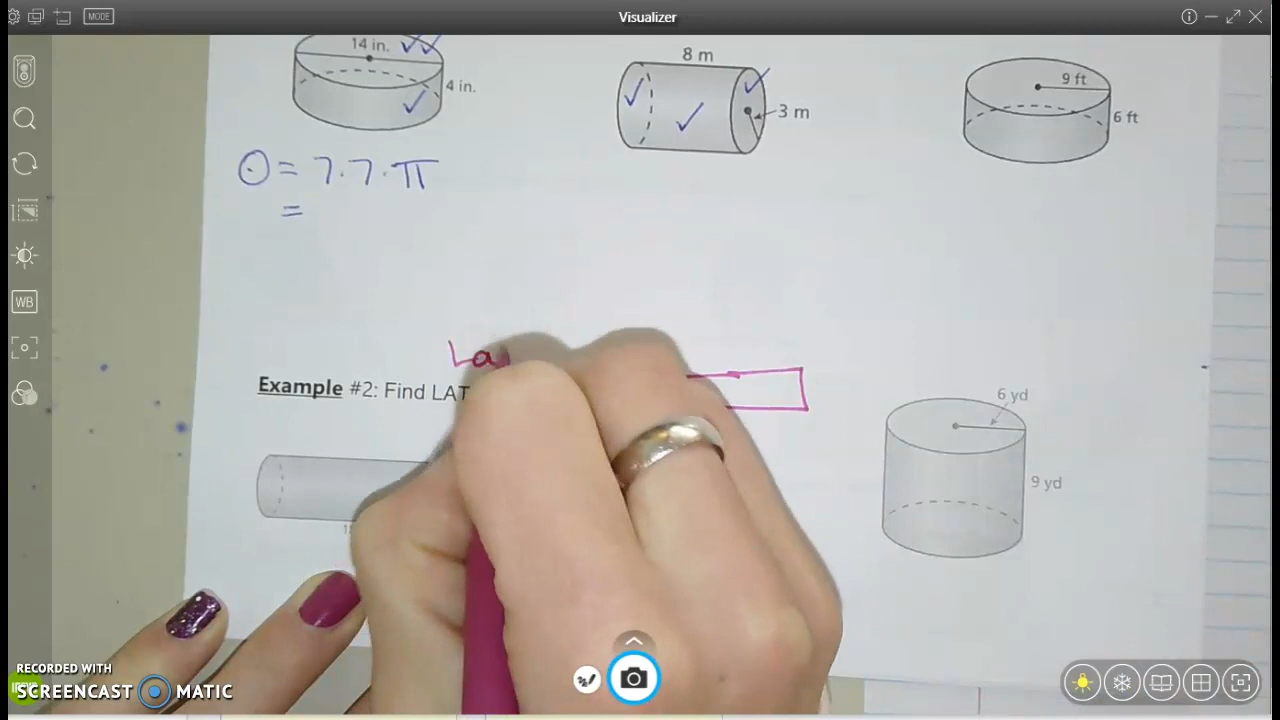 Visualizer
MODE
14 in.
4 in.
8 m
3 m
9 ft
6 ft
= 7.7.π
=
WB
La
Example #2: Find LAT
6 yd
9 yd
RECORDED WITH
SCREENCAST MATIC